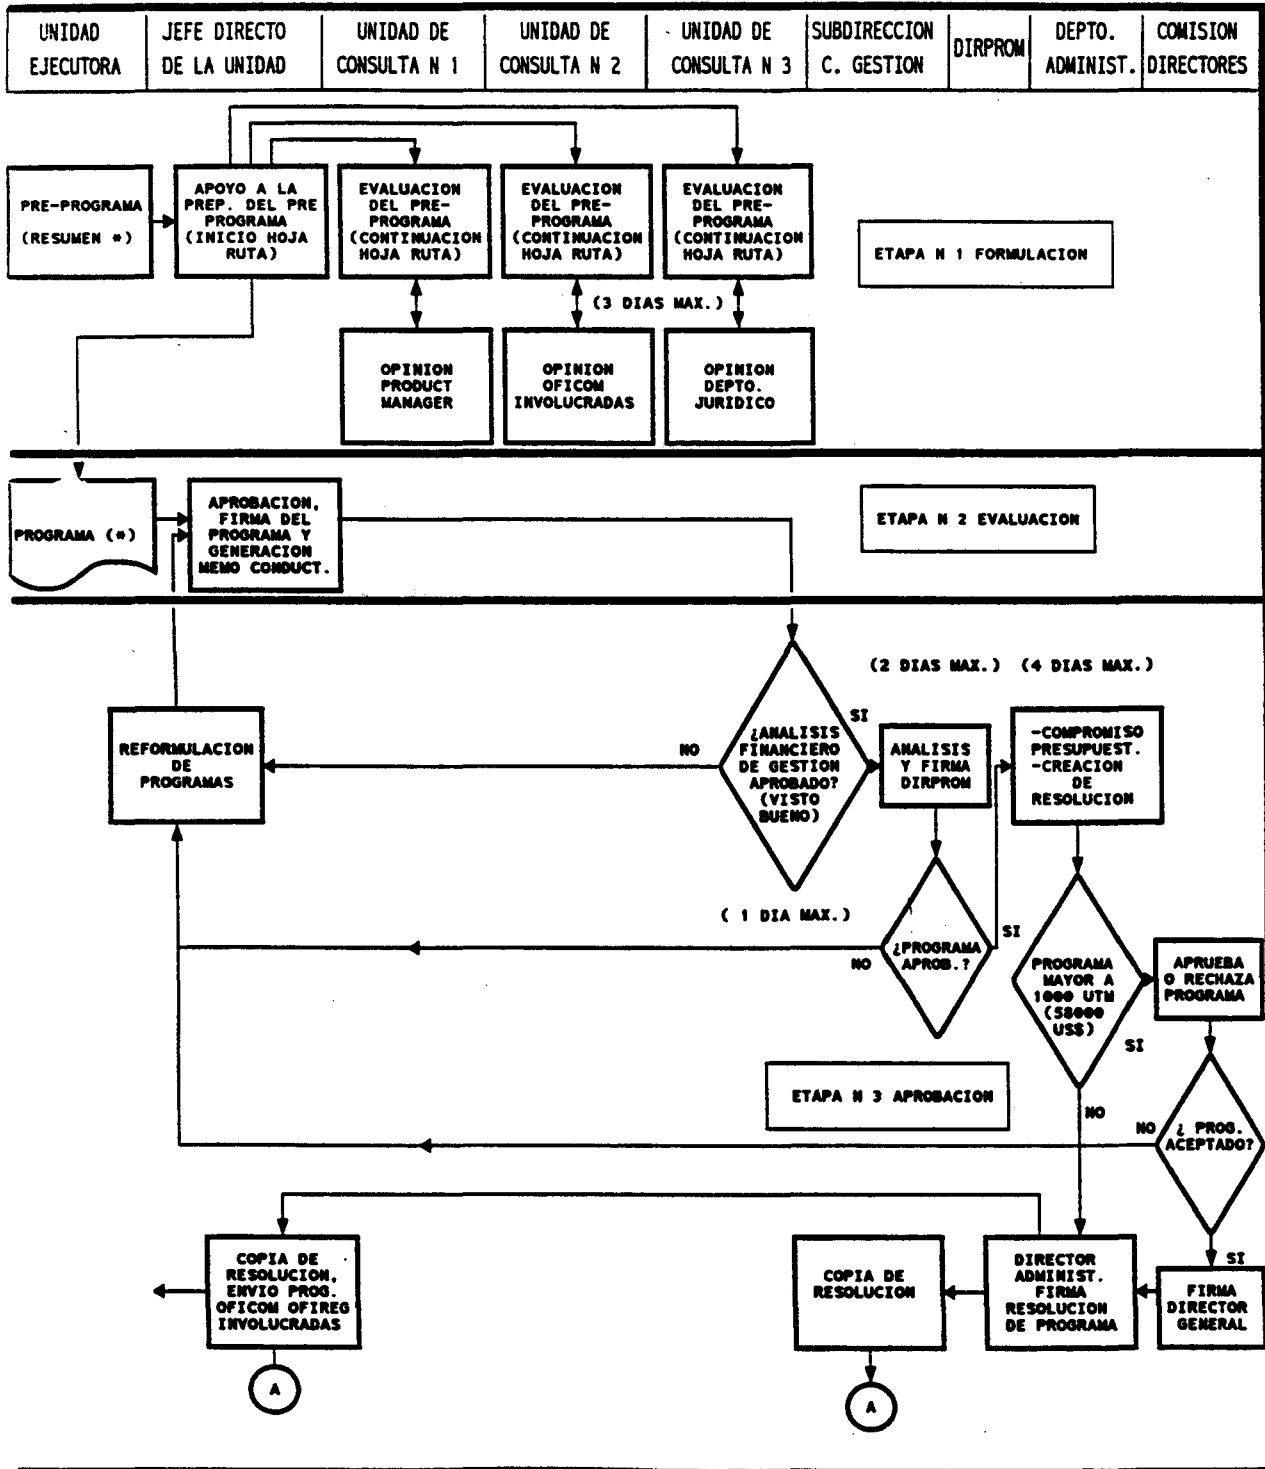 UNIDAD
EJECUTORA
JEFE DIRECTO
DE LA UNIDAD
UNIDAD DE
CONSULTA N 1
UNIDAD DE
CONSULTA N 2
UNIDAD DE
CONSULTA N 3
SUBDIRECCION
C. GESTION
DIRPROM
DEPTO.
ADMINIST.
COMISION
DIRECTORES
PRE-PROGRAMA
(RESUMEN *)
APOYO A LA
PREP. DEL PRE
PROGRAMA
(INICIO HOJA
RUTA)
EVALUACION
DEL PRE-
PROGRAMA
(CONTINUACION
HOJA RUTA)
EVALUACION
DEL PRE-
PROGRAMA
(CONTINUACION
HOJA RUTA)
EVALUACION
DEL PRE-
PROGRAMA
(CONTINUACION
HOJA RUTA)
ETAPA N 1 FORMULACION
(3 DIAS MAX.)
OPINION
PRODUCT
MANAGER
OPINION
OFICOM
INVOLUCRADAS
OPINION
DEPTO.
JURIDICO
PROGRAMA (*)
APROBACION,
FIRMA DEL
PROGRAMA Y
GENERACION
MEMO CONDUCT.
ETAPA N 2 EVALUACION
(2 DIAS MAX.)
(4 DIAS MAX.)
REFORMULACION
DE
PROGRAMAS
NO
¿ANALISIS
FINANCIERO
DE GESTION
APROBADO?
(VISTO
BUENO)
SI
ANALISIS
Y FIRMA
DIRPROM
-COMPROMISO
PRESUPUEST.
-CREACION
DE
RESOLUCION
( 1 DIA MAX.)
NO
¿PROGRAMA
APROB.?
SI
PROGRAMA
MAYOR A
1000 UTM
(58000
US$)
SI
NO
APRUEBA
O RECHAZA
PROGRAMA
ETAPA N 3 APROBACION
NO
¿ PROG.
ACEPTADO?
SI
COPIA DE
RESOLUCION,
ENVIO PROG.
OFICOM OFIREG
INVOLUCRADAS
COPIA DE
RESOLUCION
DIRECTOR
ADMINIST.
FIRMA
RESOLUCION
DE PROGRAMA
FIRMA
DIRECTOR
GENERAL
A
A